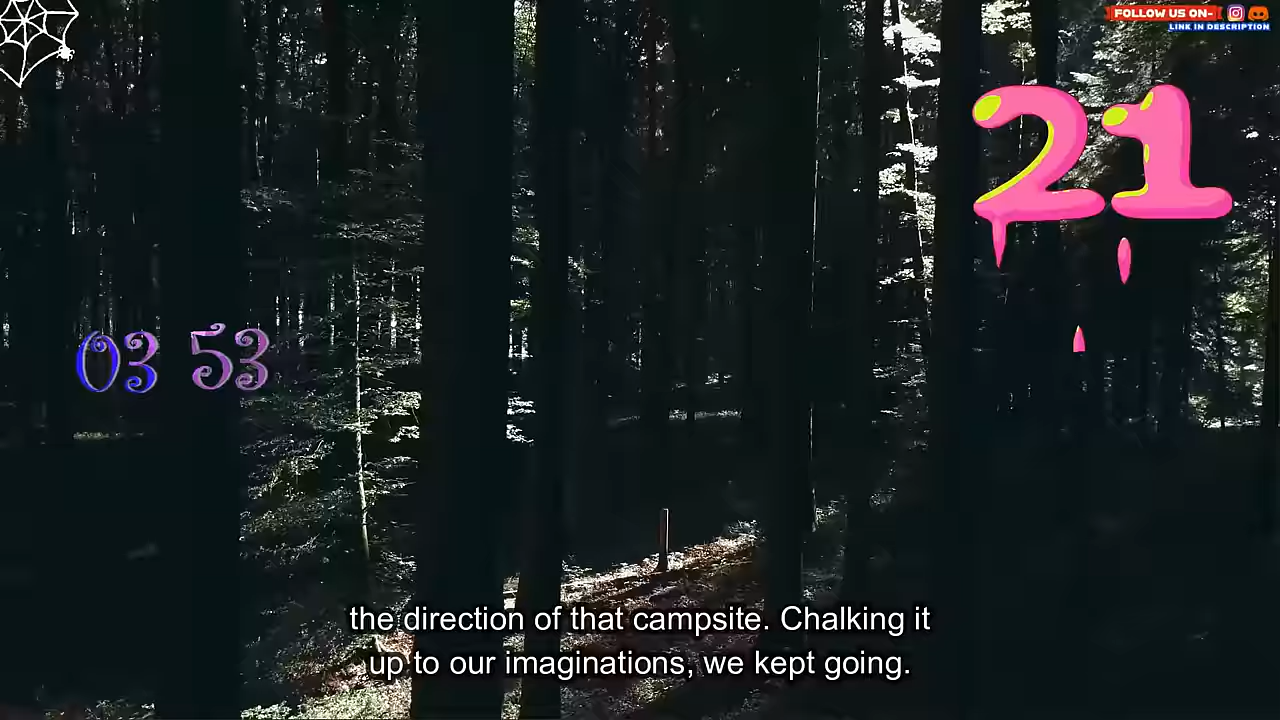 FOLLOW US ON-
LINK IN DESCRIPTION
21
03 53
the direction of that campsite. Chalking it
up to our imaginations, we kept going.